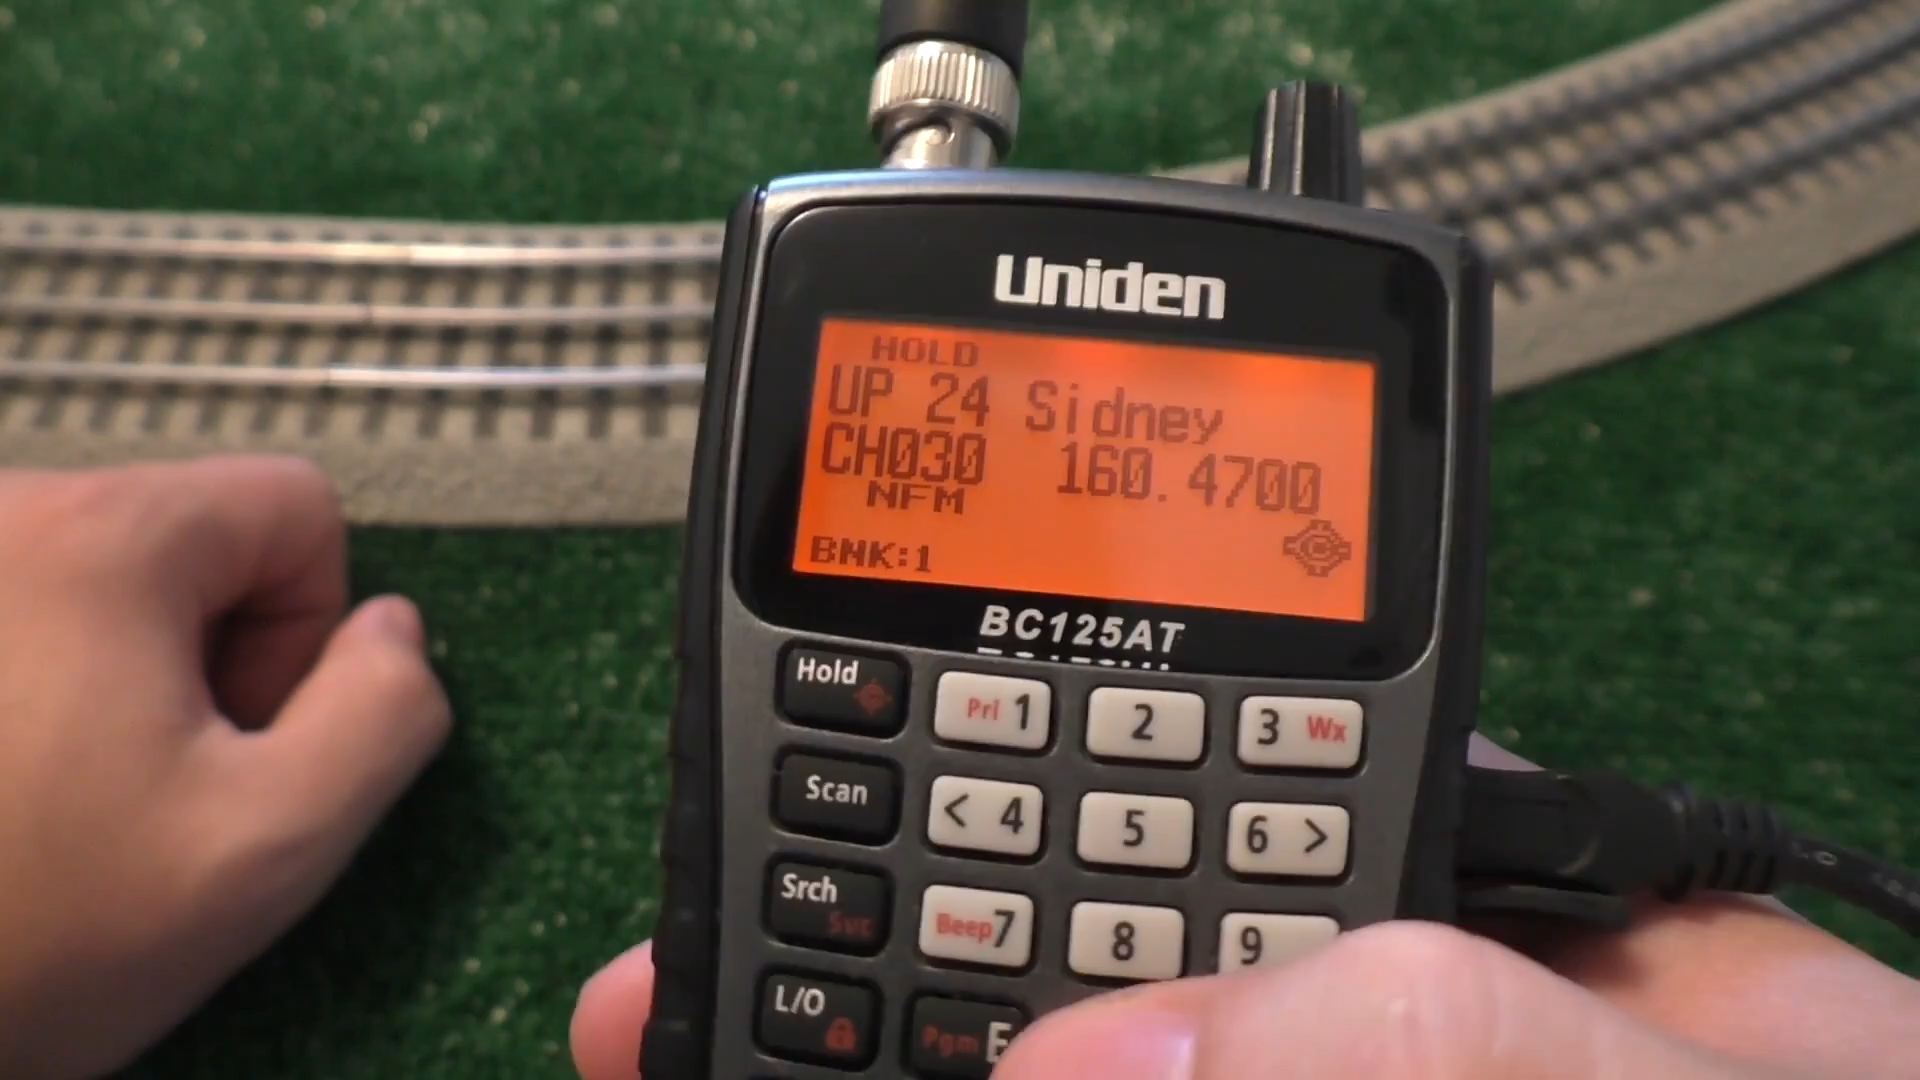 Uniden
HOLD
UP 24 Sidney
CH030 160.4700
NFM
BNK:1
BC125AT
Hold
Pri 1
2
3 Wx
Scan
< 4
5
6 >
Srch
Svc
Beep 7
8
9
L/O
Pgm E